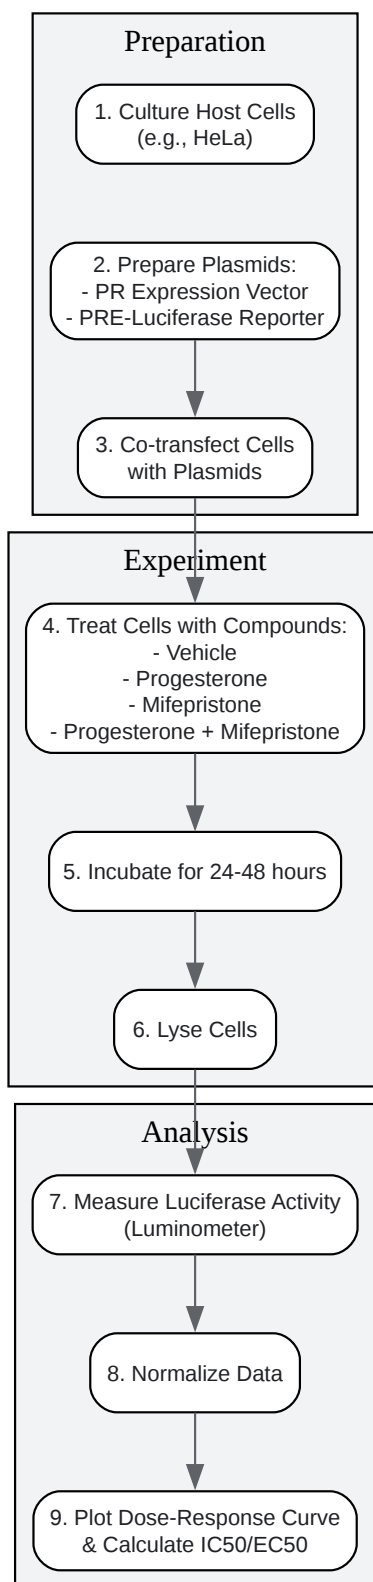 Preparation
1. Culture Host Cells
(e.g., HeLa)
2. Prepare Plasmids:
- PR Expression Vector
- PRE-Luciferase Reporter
3. Co-transfect Cells
with Plasmids
Experiment
4. Treat Cells with Compounds:
- Vehicle
- Progesterone
- Mifepristone
- Progesterone + Mifepristone
5. Incubate for 24-48 hours
6. Lyse Cells
Analysis
7. Measure Luciferase Activity
(Luminometer)
8. Normalize Data
9. Plot Dose-Response Curve
& Calculate IC50/EC50